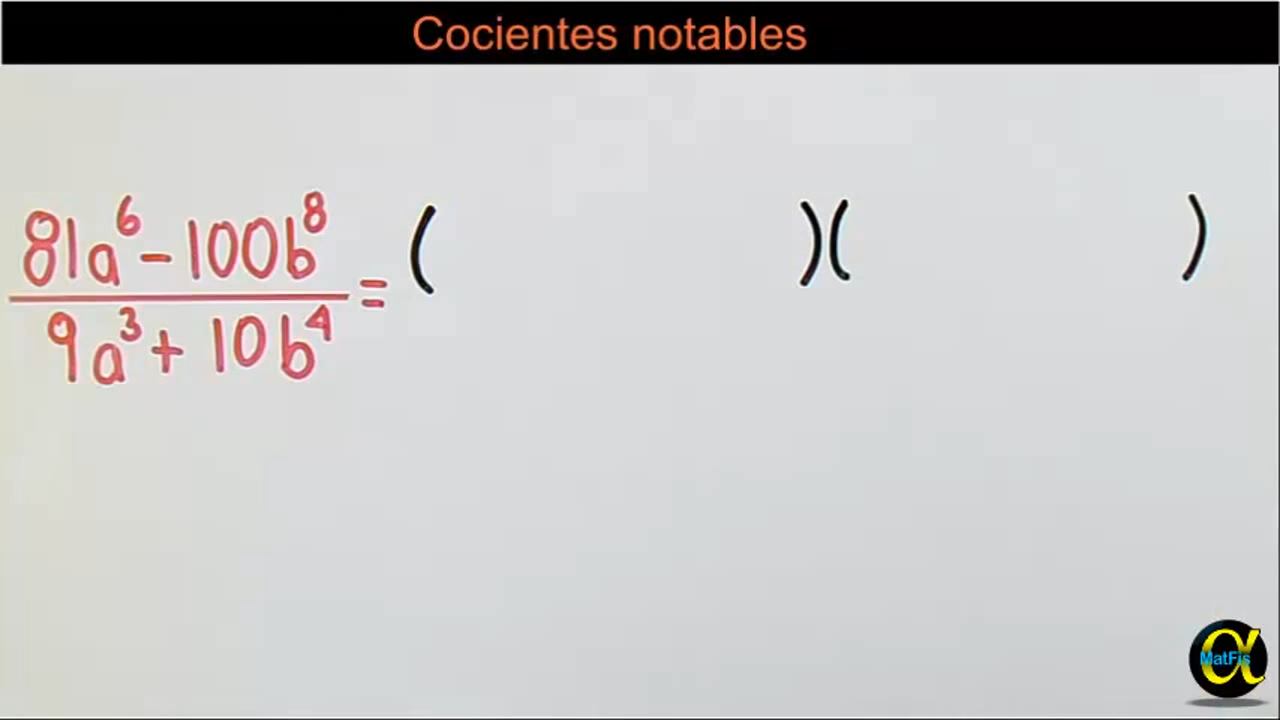 Cocientes notables
81a⁶ - 100b⁸ = ( )( )
9a³ + 10b⁴
MatFis
α